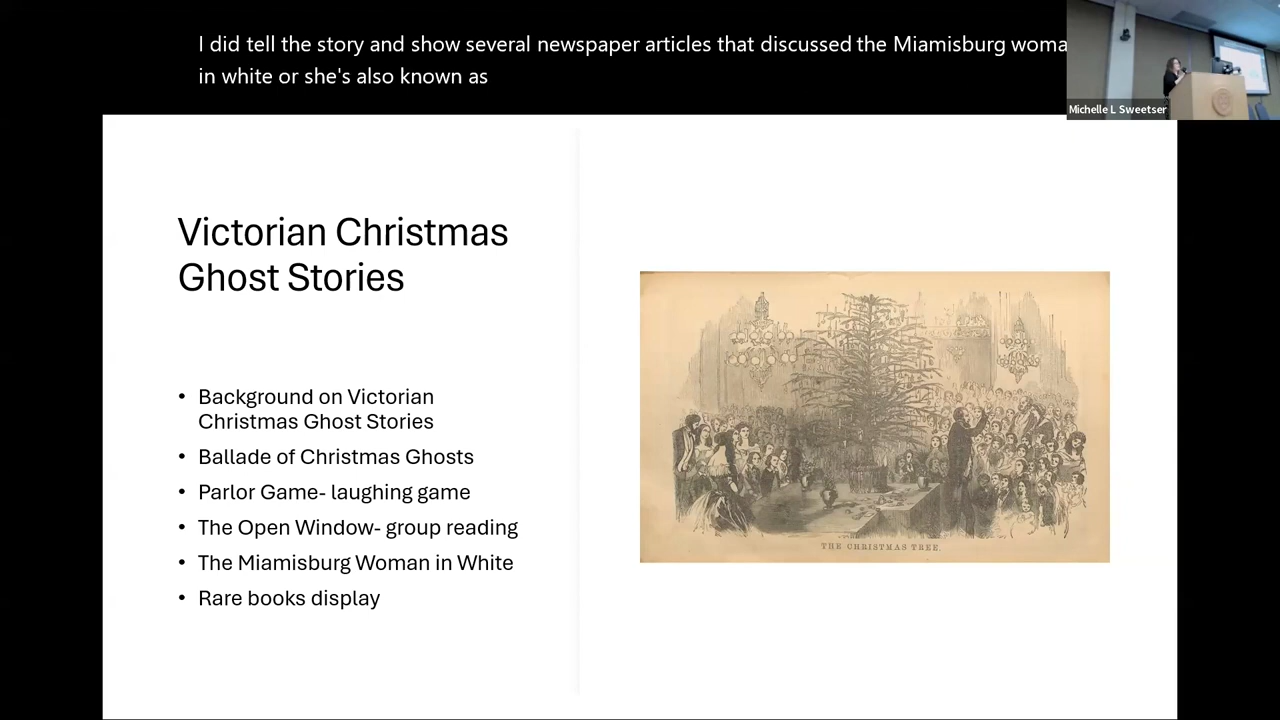 I did tell the story and show several newspaper articles that discussed the Miamisburg woma
in white or she's also known as
Michelle L Sweetser
Victorian Christmas
Ghost Stories
• Background on Victorian
Christmas Ghost Stories
• Ballade of Christmas Ghosts
• Parlor Game- laughing game
• The Open Window- group reading
• The Miamisburg Woman in White
• Rare books display
THE CHRISTMAS TREE.